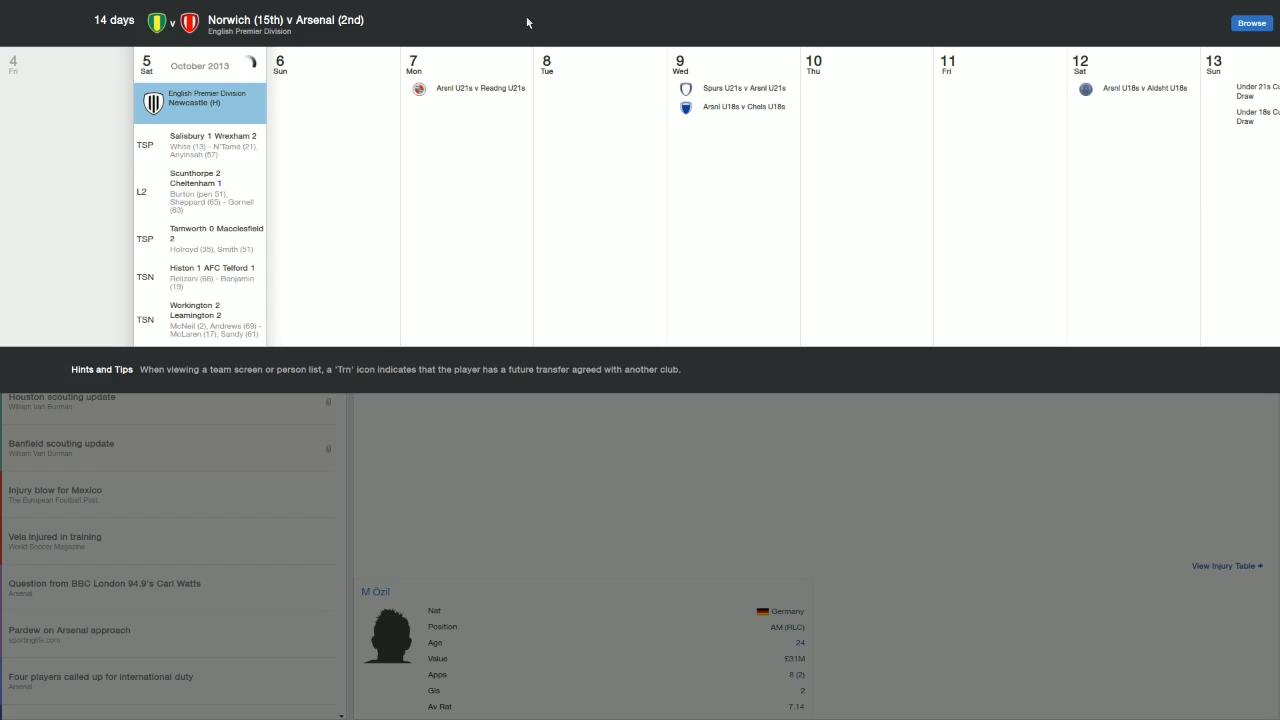 14 days
v
Norwich (15th) v Arsenal (2nd)
English Premier Division
Browse
4
Fri
5
Sat
October 2013
English Premier Division
Newcastle (H)
TSP
Salisbury 1 Wrexham 2
White (13) - N'Tamé (21),
Anyinsah (57)
L2
Scunthorpe 2
Cheltenham 1
Burton (pen 51),
Sheppard (65) - Gornell
(63)
TSP
Tamworth 0 Macclesfield
2
Holroyd (35), Smith (51)
TSN
Histon 1 AFC Telford 1
Relizani (66) - Benjamin
(19)
TSN
Workington 2
Leamington 2
McNeil (2), Andrews (69) -
McLaren (17), Sandy (61)
6
Sun
7
Mon
Arsnl U21s v Readng U21s
8
Tue
9
Wed
Spurs U21s v Arsnl U21s
Arsnl U18s v Chels U18s
10
Thu
11
Fri
12
Sat
Arsnl U18s v Aldsht U18s
13
Sun
Under 21s Cu
Draw
Under 18s Cu
Draw
Hints and Tips When viewing a team screen or person list, a 'Trn' icon indicates that the player has a future transfer agreed with another club.
Houston scouting update
William Van Burman
Banfield scouting update
William Van Burman
Injury blow for Mexico
The European Football Post
Vela injured in training
World Soccer Magazine
Question from BBC London 94.9's Carl Watts
Arsenal
Pardew on Arsenal approach
sportinglife.com
Four players called up for international duty
Arsenal
View Injury Table
M Özil
Nat Germany
Position AM (RLC)
Age 24
Value £31M
Apps 8 (2)
Gls 2
Av Rat 7.14